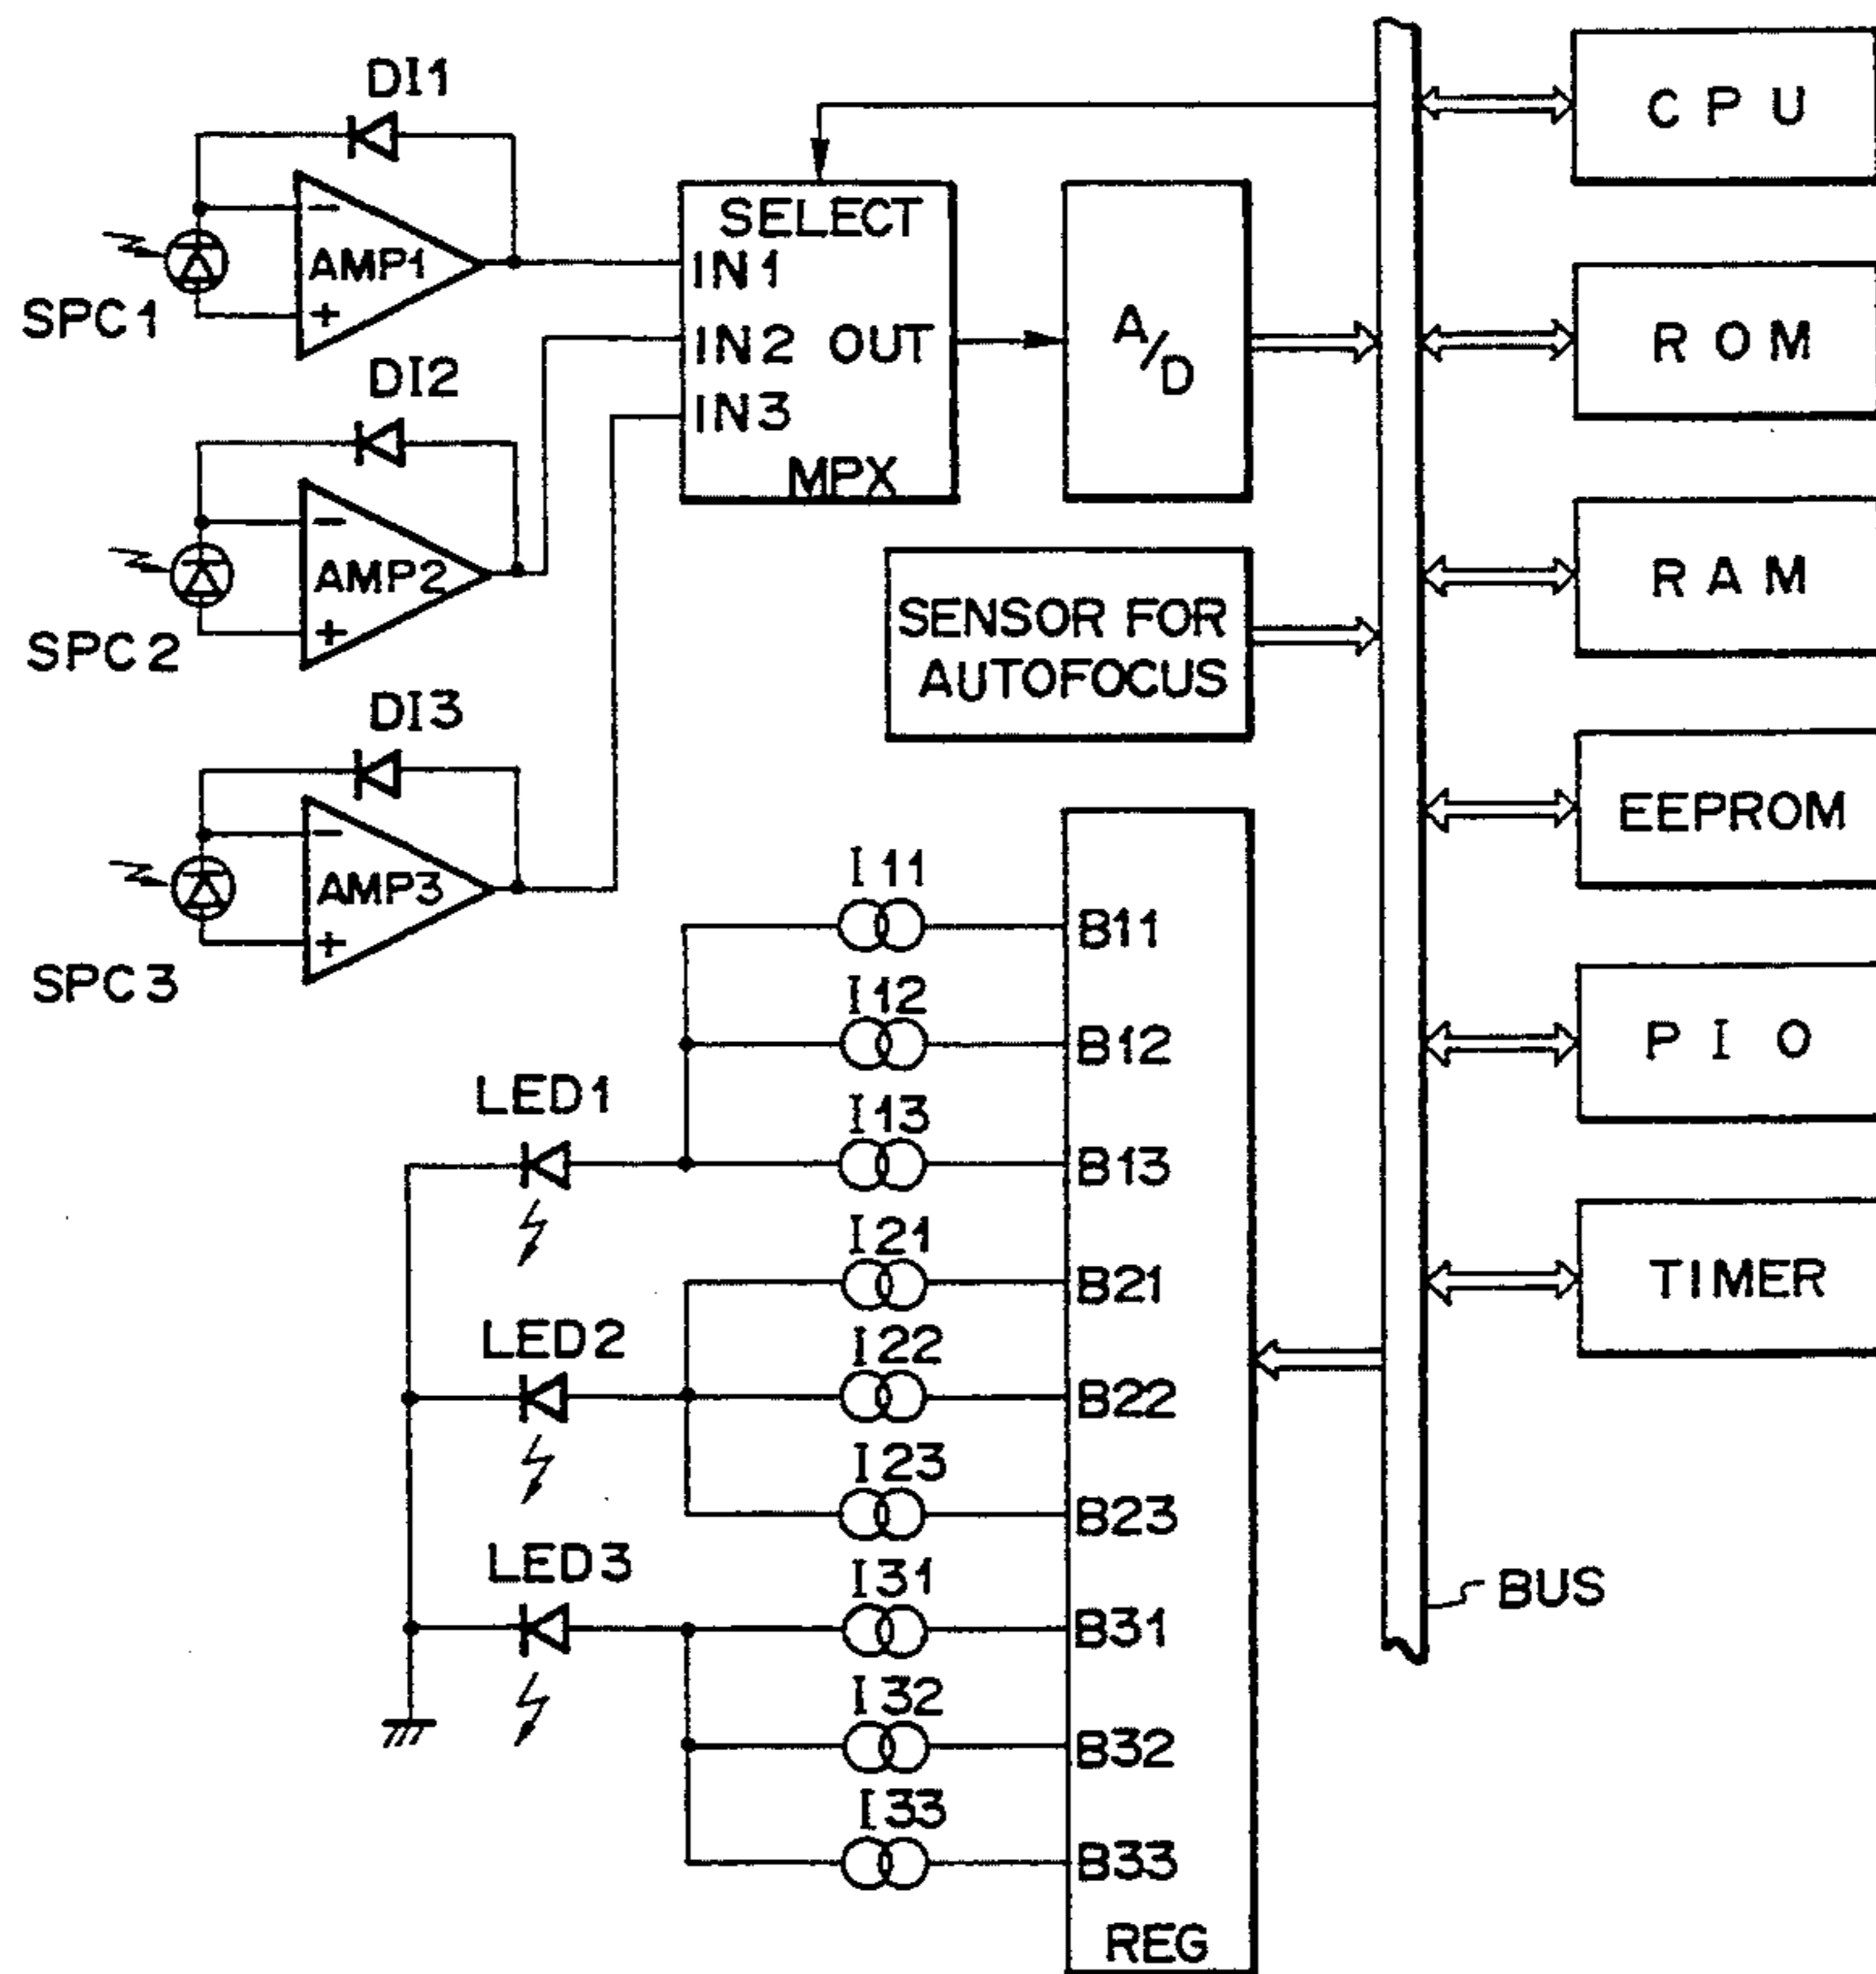 DI1
AMP1
−
+
SPC1
DI2
AMP2
−
+
SPC2
DI3
AMP3
−
+
SPC3
SELECT
IN1
IN2 OUT
IN3
MPX
A/D
SENSOR FOR
AUTOFOCUS
CPU
ROM
RAM
EEPROM
PIO
TIMER
BUS
LED1
LED2
LED3
I11
I12
I13
I21
I22
I23
I31
I32
I33
B11
B12
B13
B21
B22
B23
B31
B32
B33
REG